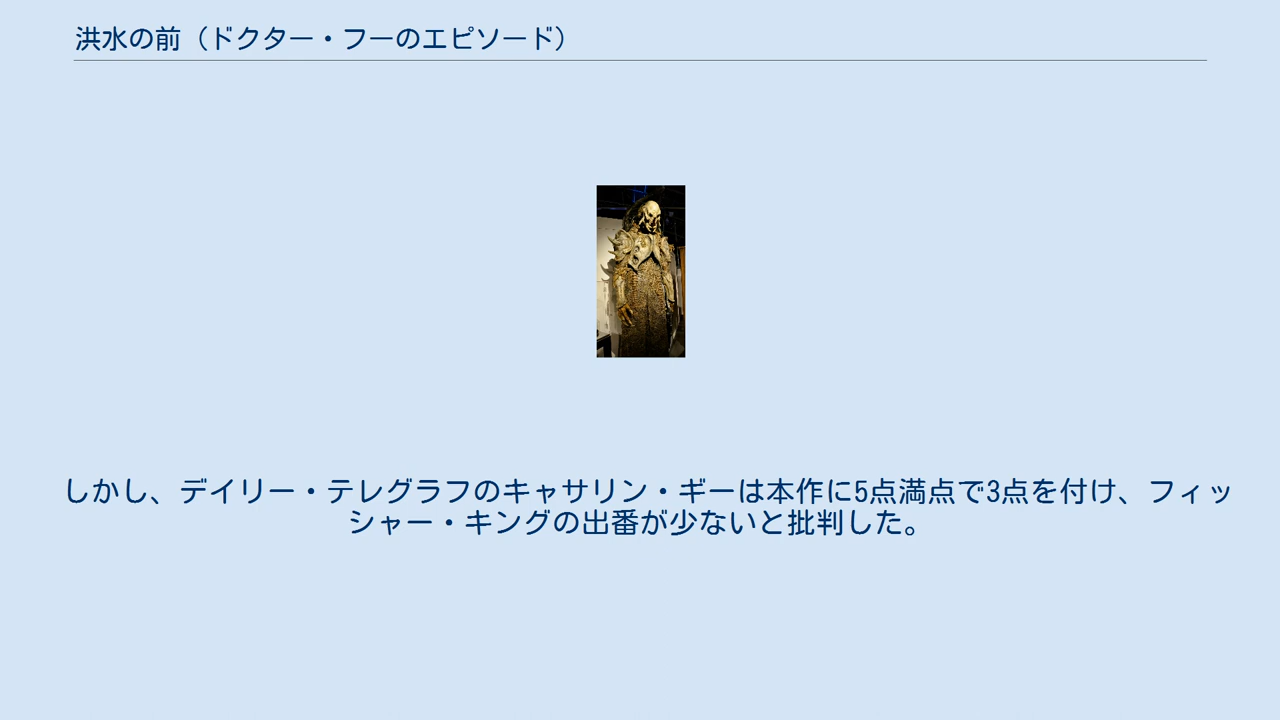 洪水の前（ドクター・フーのエピソード）
しかし、デイリー・テレグラフのキャサリン・ギーは本作に5点満点で3点を付け、フィッ
シャー・キングの出番が少ないと批判した。